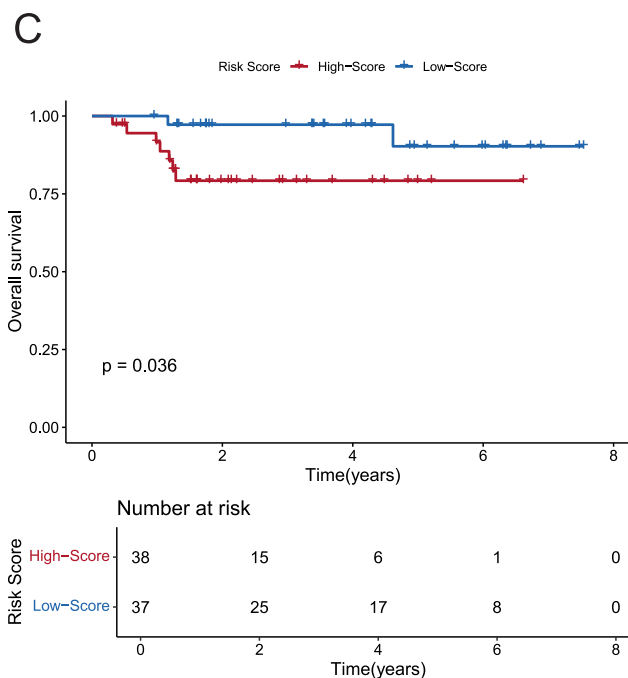 C
Risk Score High−Score Low−Score
1.00
0.75
0.50
0.25
0.00
Overall survival
p = 0.036
0 2 4 6 8
Time(years)
Number at risk
Risk Score
High−Score 38 15 6 1 0
Low−Score 37 25 17 8 0
0 2 4 6 8
Time(years)